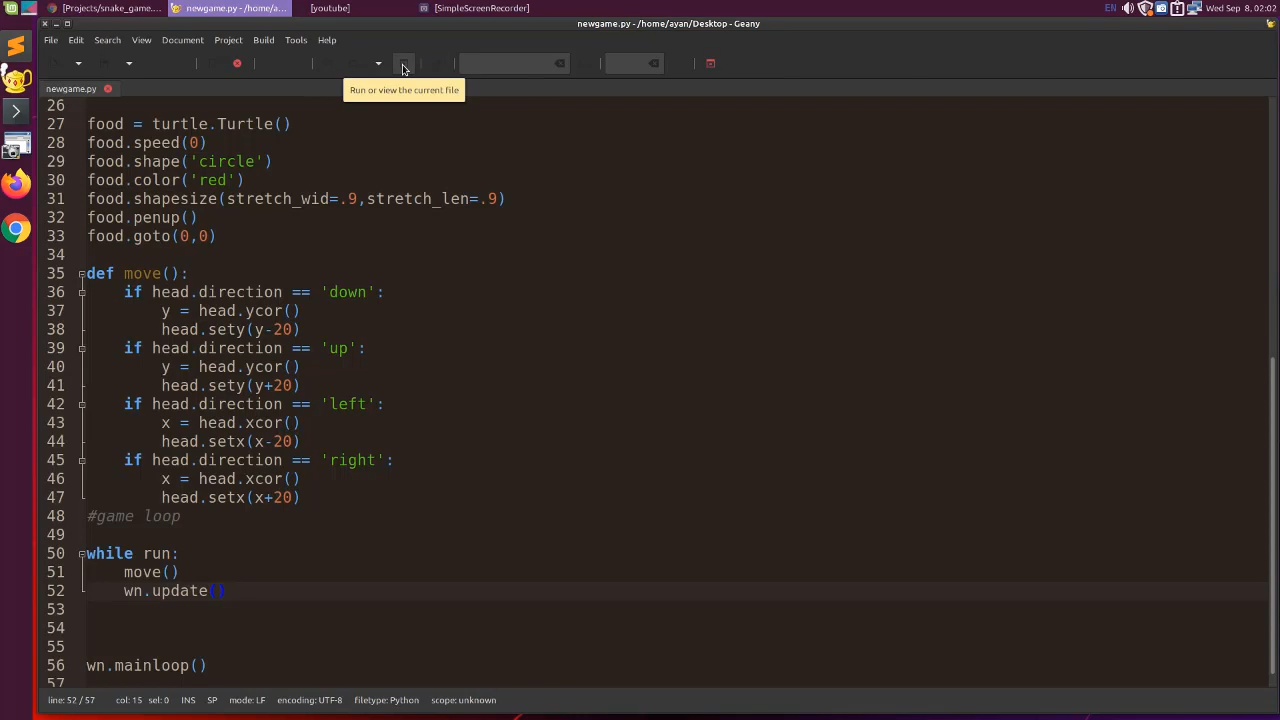 [Projects/snake_game....
newgame.py - /home/a...
[youtube]
[SimpleScreenRecorder]
EN
Wed Sep 8, 02:02
newgame.py - /home/ayan/Desktop - Geany
File Edit Search View Document Project Build Tools Help
newgame.py
Run or view the current file
26
27 food = turtle.Turtle()
28 food.speed(0)
29 food.shape('circle')
30 food.color('red')
31 food.shapesize(stretch_wid=.9,stretch_len=.9)
32 food.penup()
33 food.goto(0,0)
34
35 def move():
36     if head.direction == 'down':
37         y = head.ycor()
38         head.sety(y-20)
39     if head.direction == 'up':
40         y = head.ycor()
41         head.sety(y+20)
42     if head.direction == 'left':
43         x = head.xcor()
44         head.setx(x-20)
45     if head.direction == 'right':
46         x = head.xcor()
47         head.setx(x+20)
48 #game loop
49
50 while run:
51     move()
52     wn.update()
53
54
55
56 wn.mainloop()
57
line: 52 / 57 col: 15 sel: 0 INS SP mode: LF encoding: UTF-8 filetype: Python scope: unknown